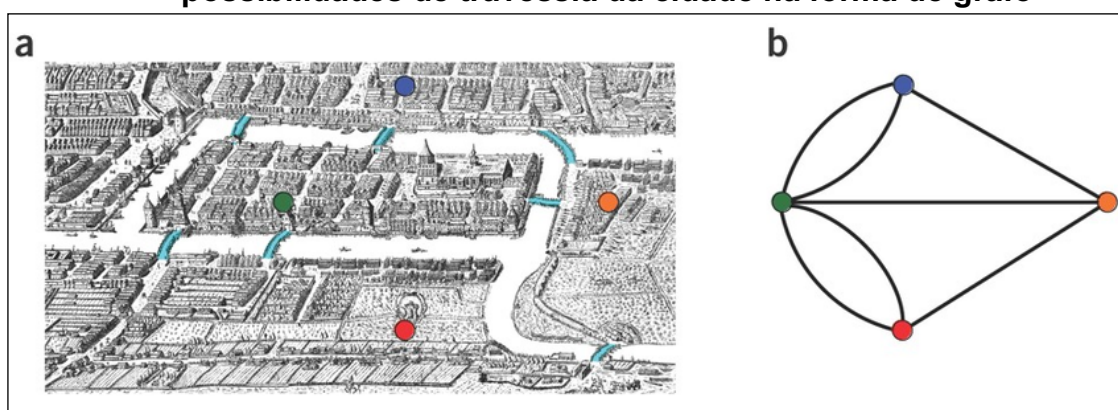 possibilidades de travessia da cidade na forma de grafo
a
b